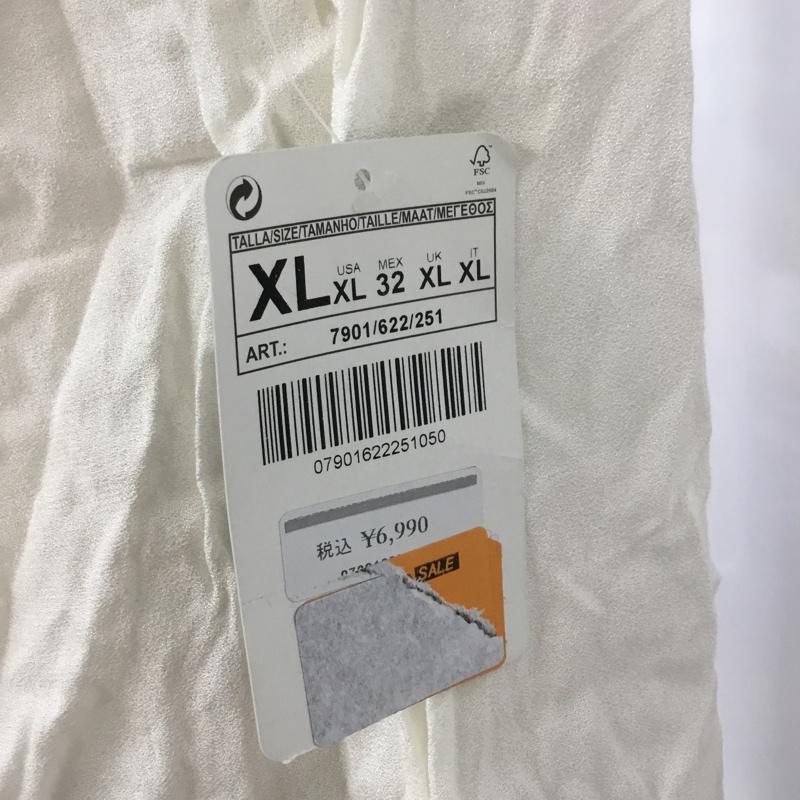 FSC
MIX
TALLA/SIZE/TAMANHO/TAILLE/MAAT/ΜΕΓΕΘΟΣ
USA MEX UK IT
XL XL 32 XL XL
ART.: 7901/622/251
07901622251050
税込 ¥6,990
SALE